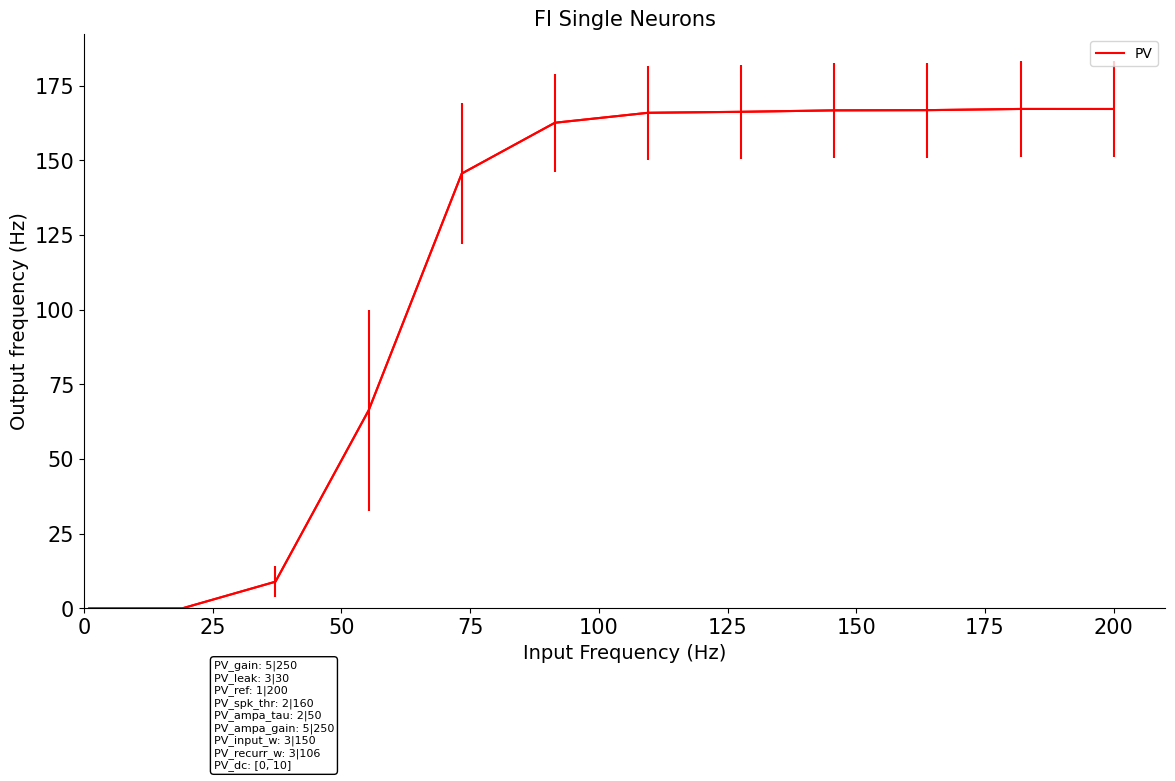 FI Single Neurons
PV
175
150
125
100
75
50
25
0
Output frequency (Hz)
0 25 50 75 100 125 150 175 200
Input Frequency (Hz)
PV_gain: 5|250
PV_leak: 3|30
PV_ref: 1|200
PV_spk_thr: 2|160
PV_ampa_tau: 2|50
PV_ampa_gain: 5|250
PV_input_w: 3|150
PV_recurr_w: 3|106
PV_dc: [0, 10]